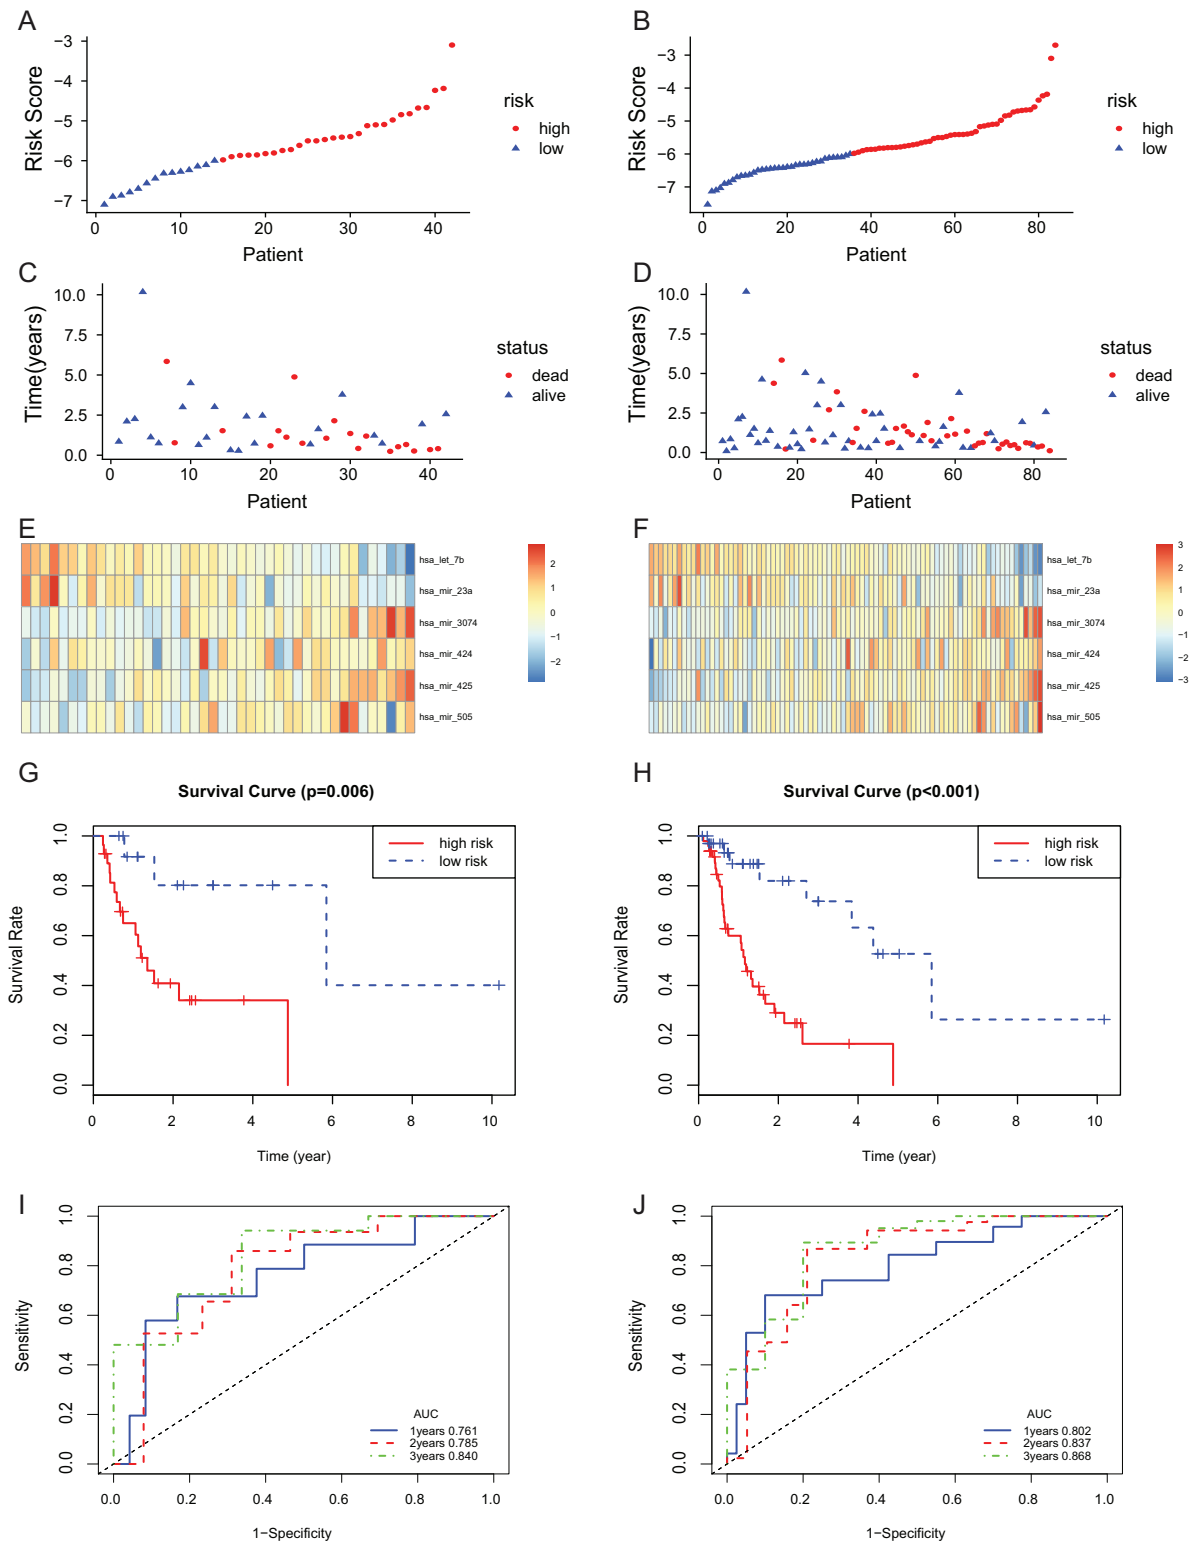 A
Risk Score
−3
−4
−5
−6
−7
0 10 20 30 40
Patient
risk
high
low
B
Risk Score
−3
−4
−5
−6
−7
0 20 40 60 80
Patient
risk
high
low
C
Time(years)
10.0
7.5
5.0
2.5
0.0
0 10 20 30 40
Patient
status
dead
alive
D
Time(years)
10.0
7.5
5.0
2.5
0.0
0 20 40 60 80
Patient
status
dead
alive
E
hsa_let_7b
hsa_mir_23a
hsa_mir_3074
hsa_mir_424
hsa_mir_425
hsa_mir_505
2
1
0
−1
−2
F
hsa_let_7b
hsa_mir_23a
hsa_mir_3074
hsa_mir_424
hsa_mir_425
hsa_mir_505
3
2
1
0
−1
−2
−3
G
Survival Curve (p=0.006)
high risk
low risk
Survival Rate
1.0
0.8
0.6
0.4
0.2
0.0
0 2 4 6 8 10
Time (year)
H
Survival Curve (p<0.001)
high risk
low risk
Survival Rate
1.0
0.8
0.6
0.4
0.2
0.0
0 2 4 6 8 10
Time (year)
I
Sensitivity
1.0
0.8
0.6
0.4
0.2
0.0
AUC
1years 0.761
2years 0.785
3years 0.840
0.0 0.2 0.4 0.6 0.8 1.0
1−Specificity
J
Sensitivity
1.0
0.8
0.6
0.4
0.2
0.0
AUC
1years 0.802
2years 0.837
3years 0.868
0.0 0.2 0.4 0.6 0.8 1.0
1−Specificity